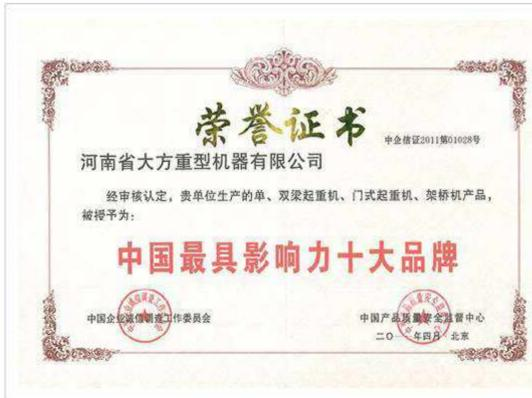 荣誉证书
中企信证2011第01028号
河南省大方重型机器有限公司
经审核认定，贵单位生产的单、双梁起重机、门式起重机、架桥机产品，
被授予为：
中国最具影响力十大品牌
中国企业诚信调查工作委员会
中国产品质量安全监督中心
二〇一一年四月·北京